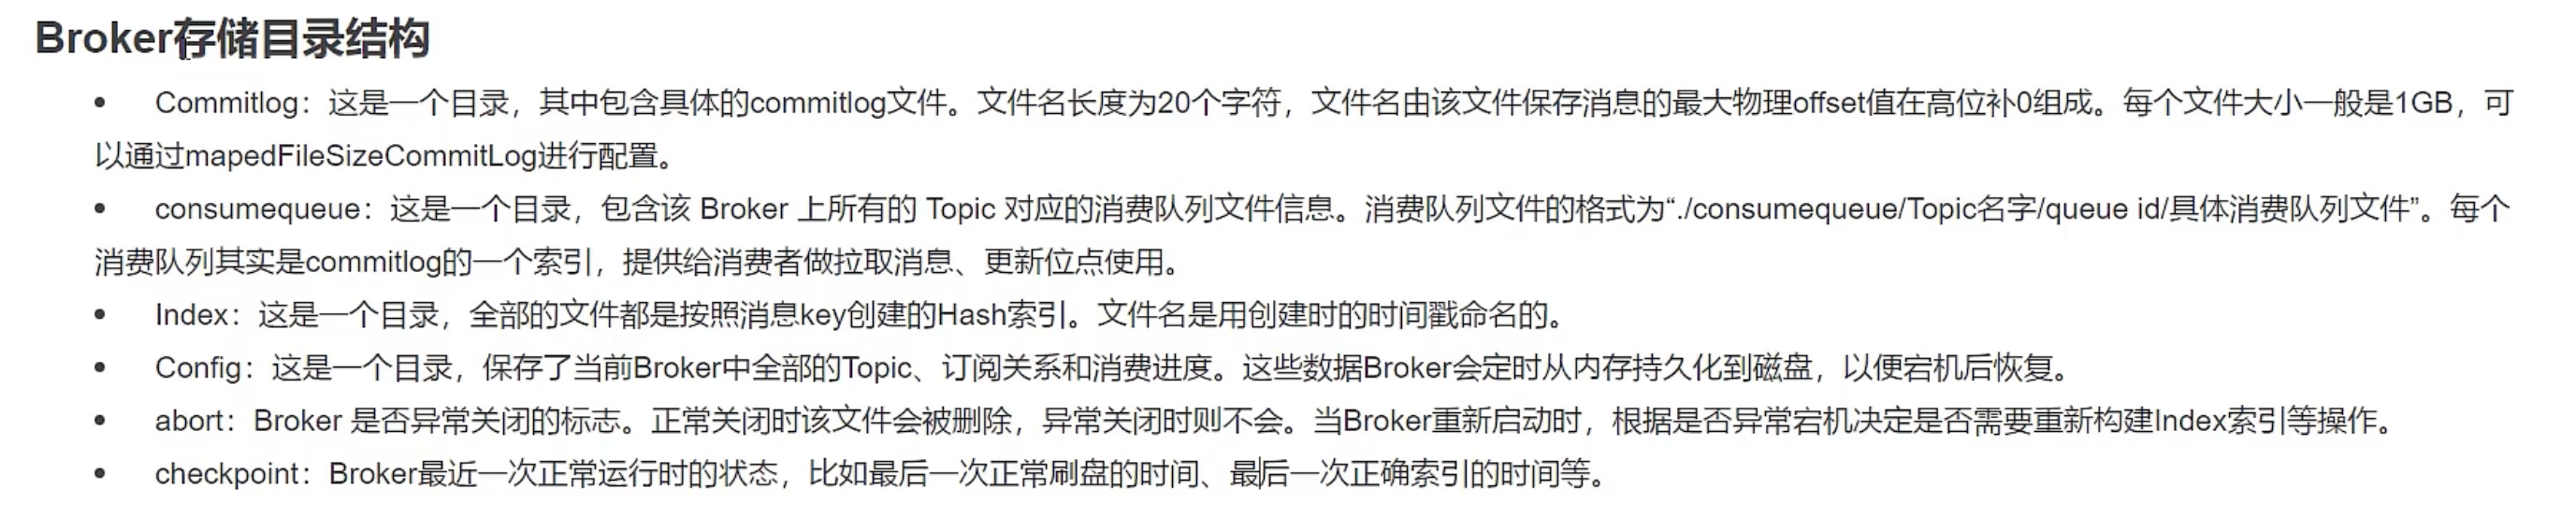 Broker存储目录结构
• Commitlog：这是一个目录，其中包含具体的commitlog文件。文件名长度为20个字符，文件名由该文件保存消息的最大物理offset值在高位补0组成。每个文件大小一般是1GB，可
以通过mapedFileSizeCommitLog进行配置。
• consumequeue：这是一个目录，包含该 Broker 上所有的 Topic 对应的消费队列文件信息。消费队列文件的格式为“./consumequeue/Topic名字/queue id/具体消费队列文件”。每个
消费队列其实是commitlog的一个索引，提供给消费者做拉取消息、更新位点使用。
• Index：这是一个目录，全部的文件都是按照消息key创建的Hash索引。文件名是用创建时的时间戳命名的。
• Config：这是一个目录，保存了当前Broker中全部的Topic、订阅关系和消费进度。这些数据Broker会定时从内存持久化到磁盘，以便宕机后恢复。
• abort：Broker 是否异常关闭的标志。正常关闭时该文件会被删除，异常关闭时则不会。当Broker重新启动时，根据是否异常宕机决定是否需要重新构建Index索引等操作。
• checkpoint：Broker最近一次正常运行时的状态，比如最后一次正常刷盘的时间、最后一次正确索引的时间等。